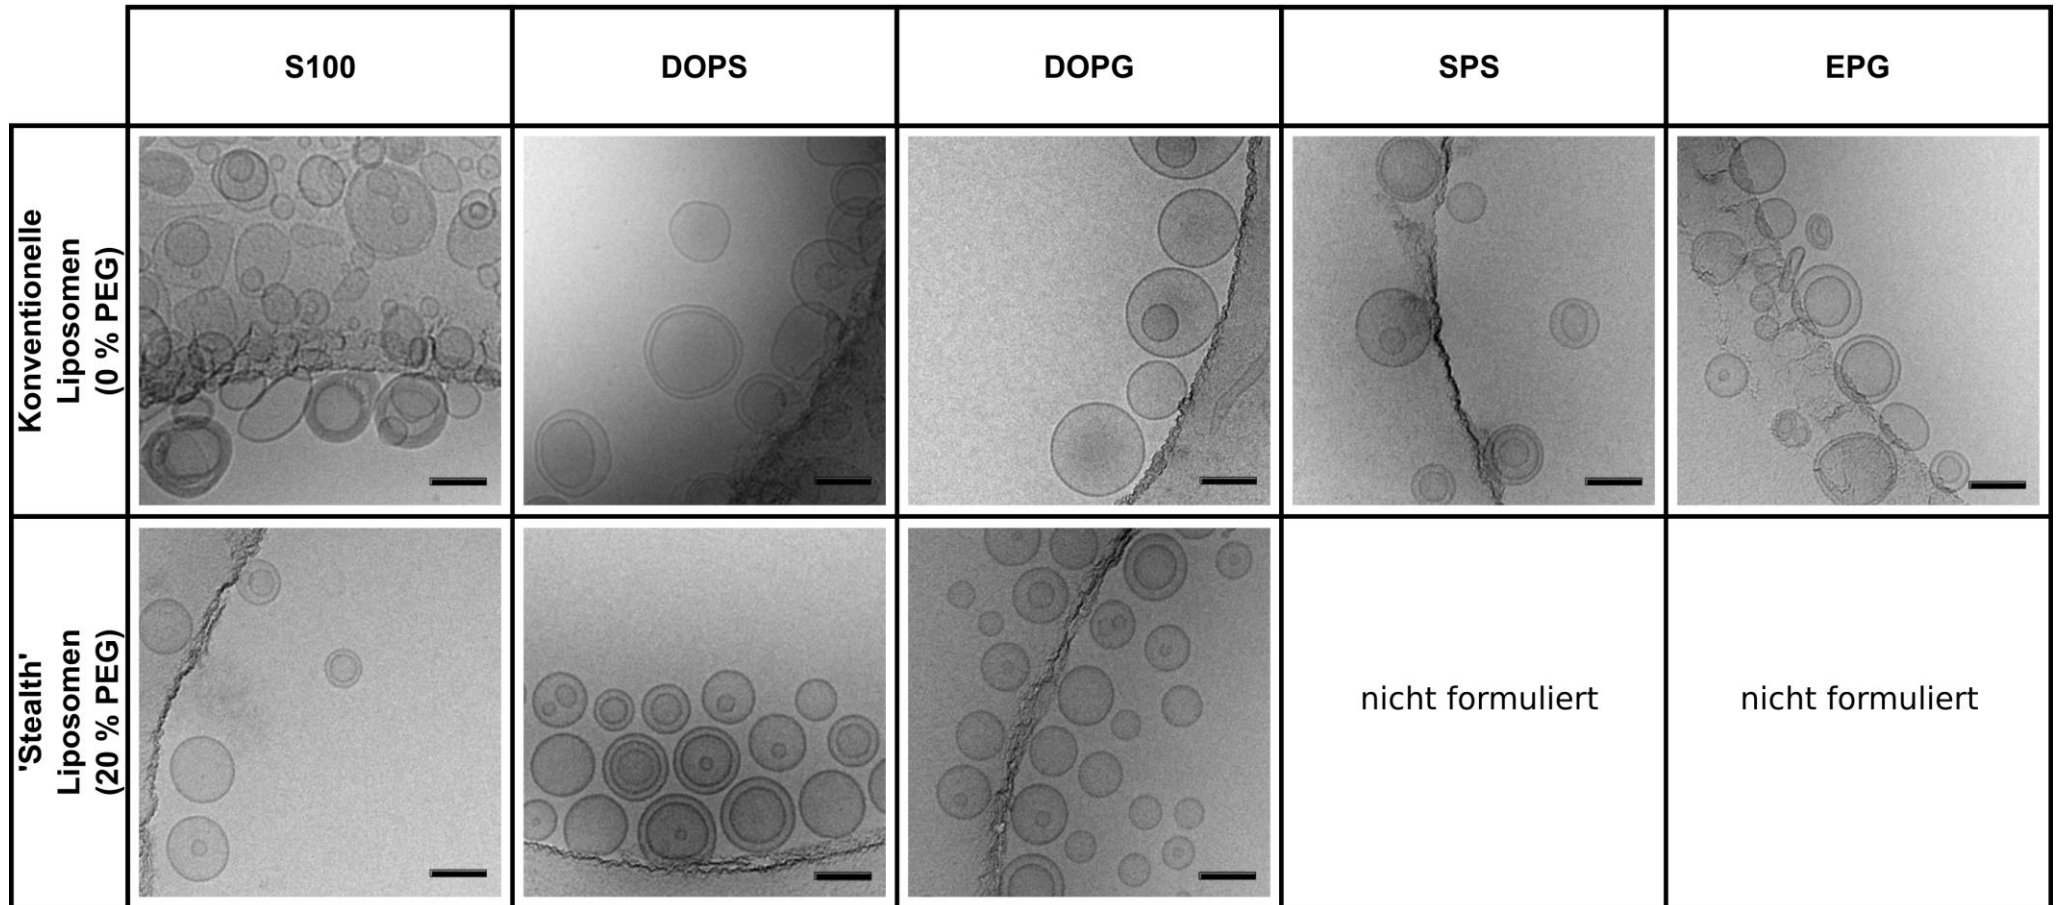 S100
DOPS
DOPG
SPS
EPG
Konventionelle
Liposomen
(0 % PEG)
'Stealth'
Liposomen
(20 % PEG)
nicht formuliert
nicht formuliert